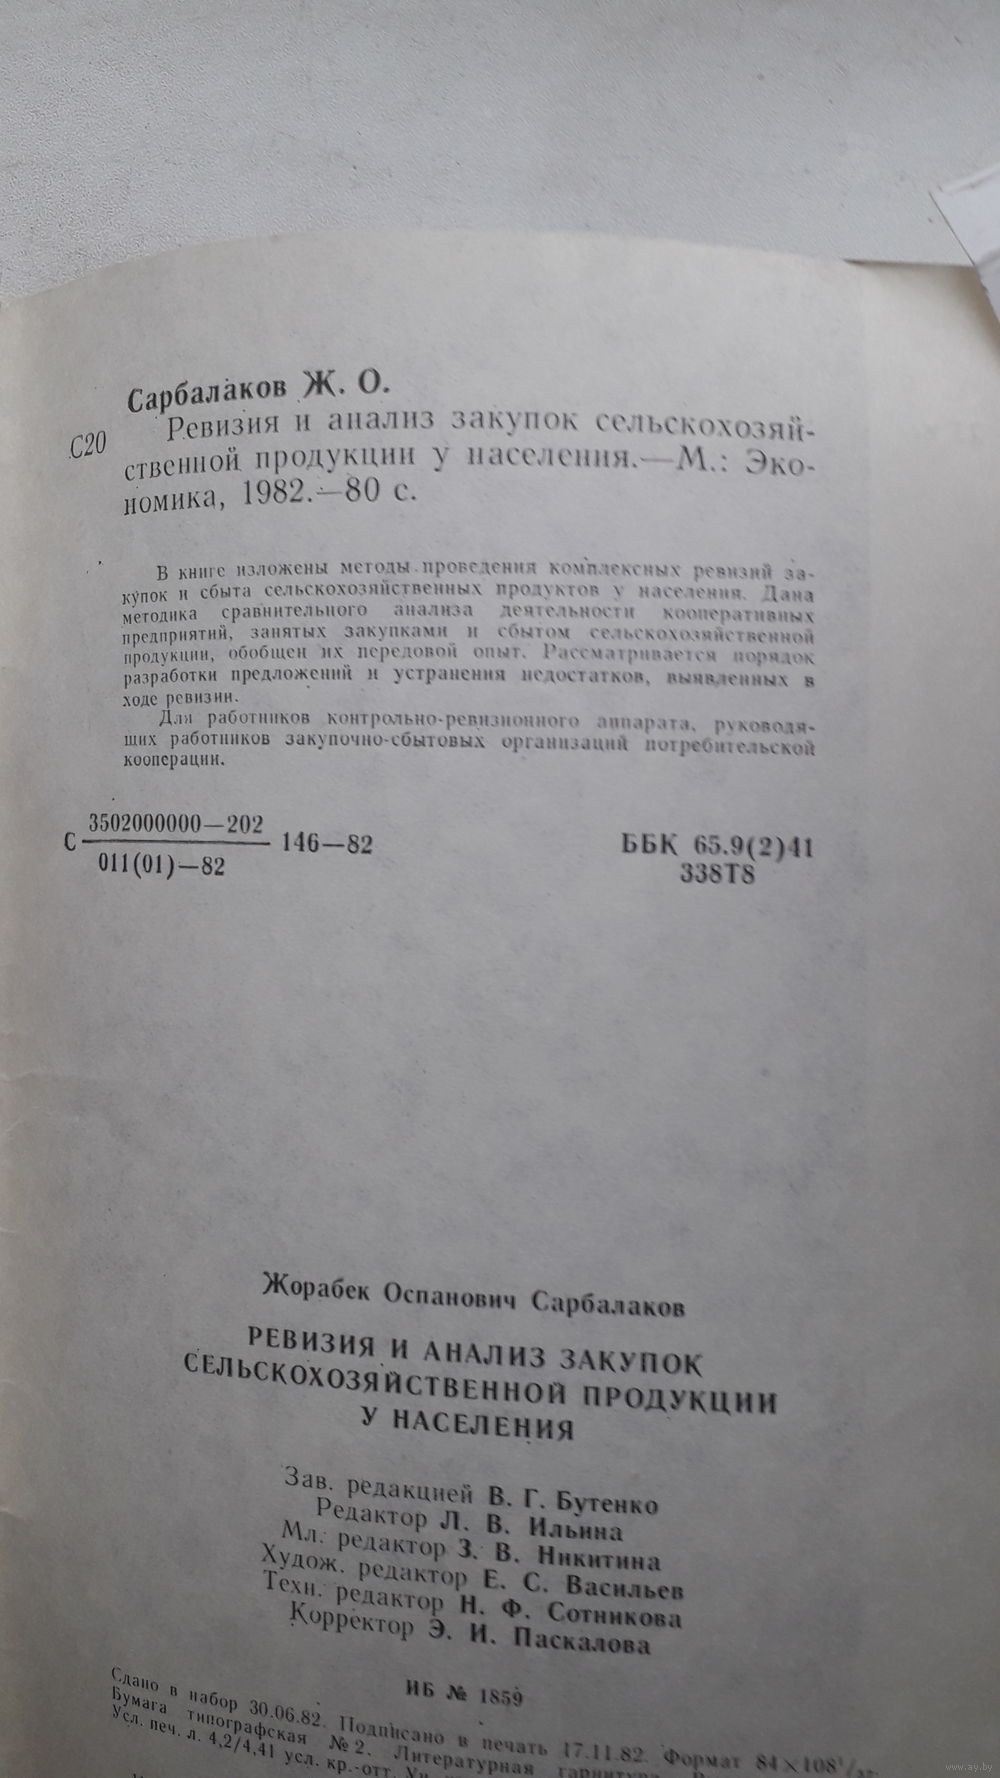 Сарбалаков Ж. О.
С20 Ревизия и анализ закупок сельскохозяй-
ственной продукции у населения.—М.: Эко-
номика, 1982.—80 с.
В книге изложены методы проведения комплексных ревизий за-
купок и сбыта сельскохозяйственных продуктов у населения. Дана
методика сравнительного анализа деятельности кооперативных
предприятий, занятых закупками и сбытом сельскохозяйственной
продукции, обобщен их передовой опыт. Рассматривается порядок
разработки предложений и устранения недостатков, выявленных в
ходе ревизии.
Для работников контрольно-ревизионного аппарата, руководя-
щих работников закупочно-сбытовых организаций потребительской
кооперации.
С 3502000000—202
011(01)—82
146—82
ББК 65.9(2)41
338Т8
Жорабек Оспанович Сарбалаков
РЕВИЗИЯ И АНАЛИЗ ЗАКУПОК
СЕЛЬСКОХОЗЯЙСТВЕННОЙ ПРОДУКЦИИ
У НАСЕЛЕНИЯ
Зав. редакцией В. Г. Бутенко
Редактор Л. В. Ильина
Мл. редактор З. В. Никитина
Худож. редактор Е. С. Васильев
Техн. редактор Н. Ф. Сотникова
Корректор Э. И. Паскалова
ИБ № 1859
Сдано в набор 30.06.82. Подписано в печать 17.11.82. Формат 84×108¹/₃₂.
Бумага типографская № 2. Литературная гарнитура.
Усл. печ. л. 4,2/4,41 усл. кр.-отт.
www.ay.by